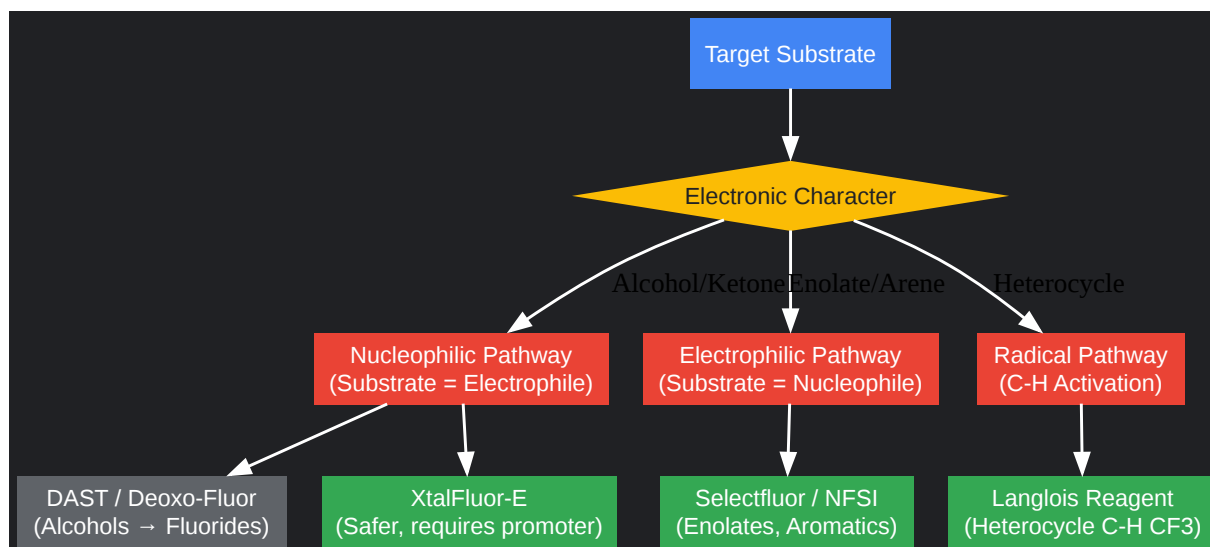 Target Substrate
Electronic Character
Alcohol/Ketone
Enolate/Arene
Heterocycle
Nucleophilic Pathway
(Substrate = Electrophile)
Electrophilic Pathway
(Substrate = Nucleophile)
Radical Pathway
(C-H Activation)
DAST / Deoxo-Fluor
(Alcohols → Fluorides)
XtalFluor-E
(Safer, requires promoter)
Selectfluor / NFSI
(Enolates, Aromatics)
Langlois Reagent
(Heterocycle C-H CF3)